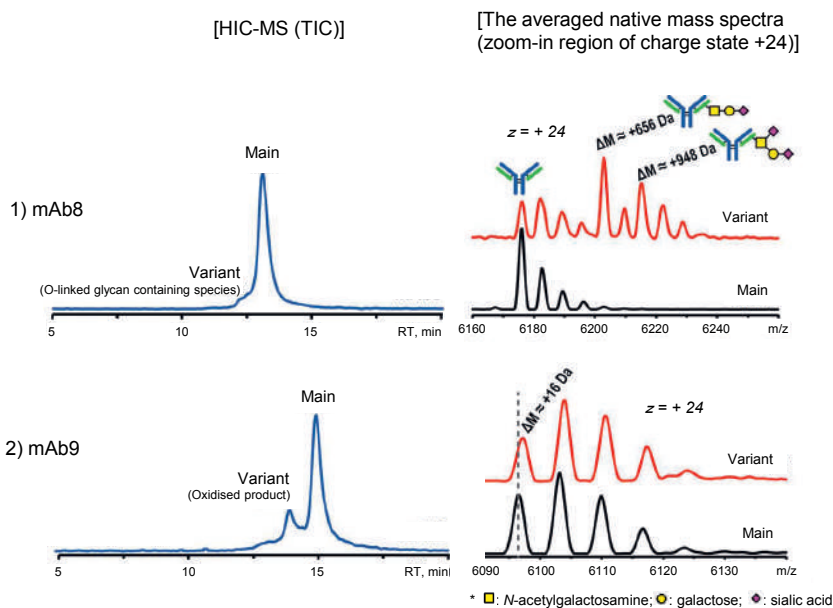 [HIC-MS (TIC)]
[The averaged native mass spectra
(zoom-in region of charge state +24)]
1) mAb8
Main
Variant
(O-linked glycan containing species)
5
10
15
RT, min
z = + 24
ΔM ≈ +656 Da
ΔM ≈ +948 Da
Variant
Main
6160
6180
6200
6220
6240
m/z
2) mAb9
Main
Variant
(Oxidised product)
5
10
15
RT, min
ΔM ≈ +16 Da
z = + 24
Variant
Main
6090
6100
6110
6120
6130
m/z
* : N-acetylgalactosamine; : galactose; : sialic acid